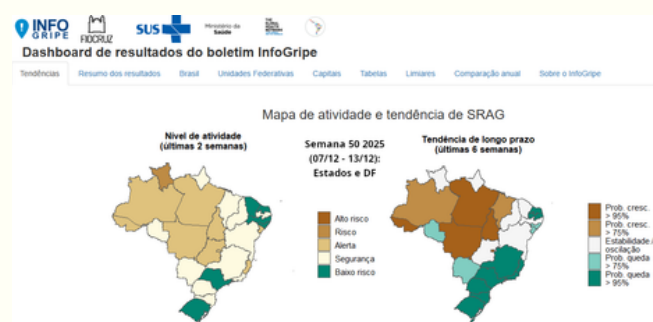 INFO
GRIPE
FIOCRUZ
SUS
Ministério da
Saúde
Dashboard de resultados do boletim InfoGripe
Tendências Resumo dos resultados Brasil Unidades Federativas Capitais Tabelas Limiares Comparação anual Sobre o InfoGripe
Mapa de atividade e tendência de SRAG
Nível de atividade
(últimas 2 semanas)
Semana 50 2025
(07/12 - 13/12):
Estados e DF
Tendência de longo prazo
(últimas 6 semanas)
Alto risco
Risco
Alerta
Segurança
Baixo risco
Prob. cresc.
> 95%
Prob. cresc.
> 75%
Estabilidade/
oscilação
Prob. queda
> 75%
Prob. queda
> 95%